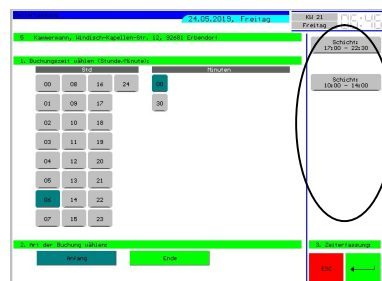 24.05.2019, Freitag
KW 21
Freitag
5 Kammermann, Windisch-Kapellen-Str. 12, 92681 Erbendorf
Schicht:
17:00 - 22:30
1. Buchungszeit wählen (Stunde/Minute):
Std
Minuten
00 08 16 24 00
Schicht:
10:00 - 14:00
01 09 17 30
02 10 18
03 11 19
04 12 20
05 13 21
06 14 22
07 15 23
2. Art der Buchung wählen:
3. Zeiterfassung:
Anfang
Ende
ESC